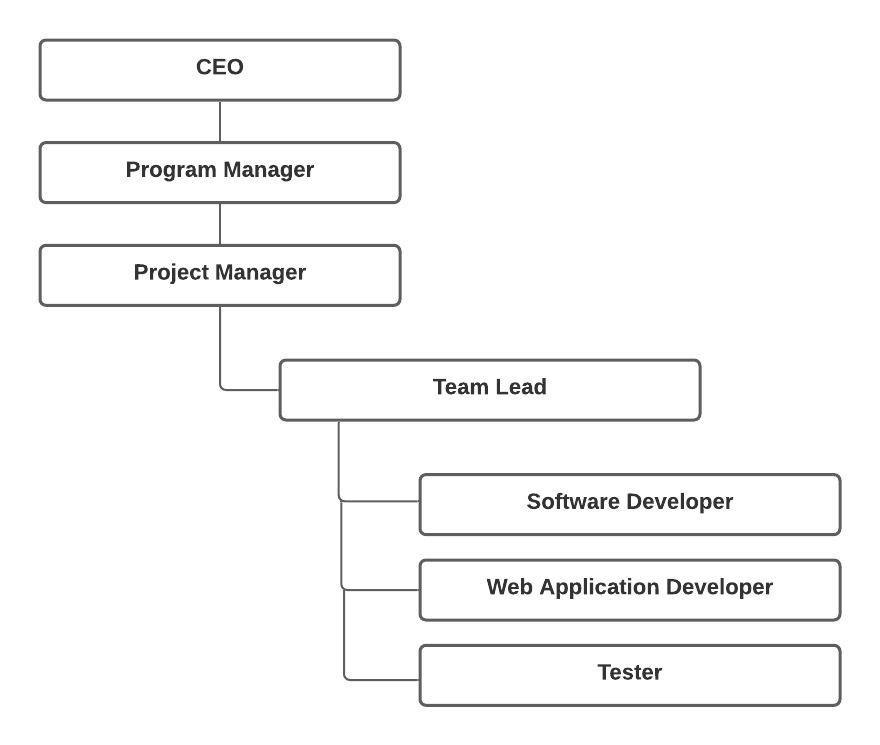 CEO
Program Manager
Project Manager
Team Lead
Software Developer
Web Application Developer
Tester